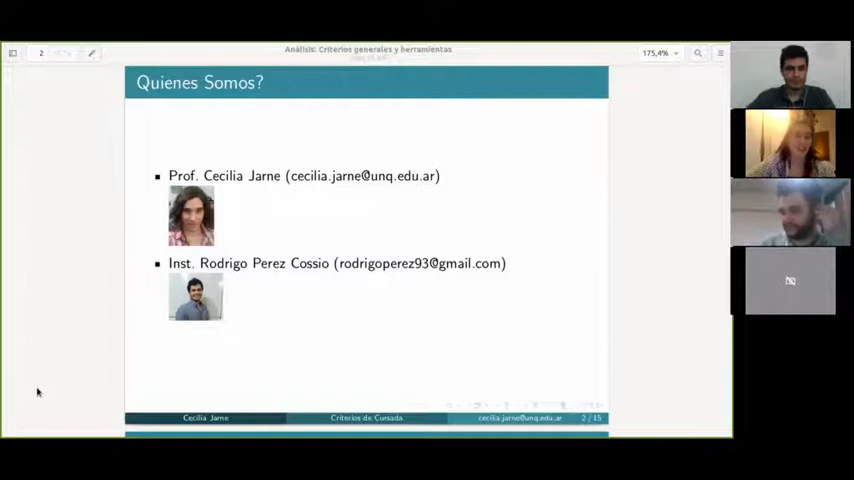 2
Análisis: Criterios generales y herramientas
175,4%
Quienes Somos?
Prof. Cecilia Jarne (cecilia.jarne@unq.edu.ar)
Inst. Rodrigo Perez Cossio (rodrigoperez93@gmail.com)
Cecilia Jarne
Criterios de Cursada
cecilia.jarne@unq.edu.ar
2 / 15